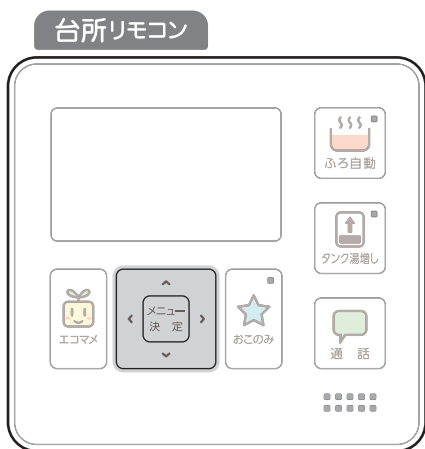 台所リモコン
ふろ自動
タンク湯増し
エコマメ
メニュー
決 定
おこのみ
通 話